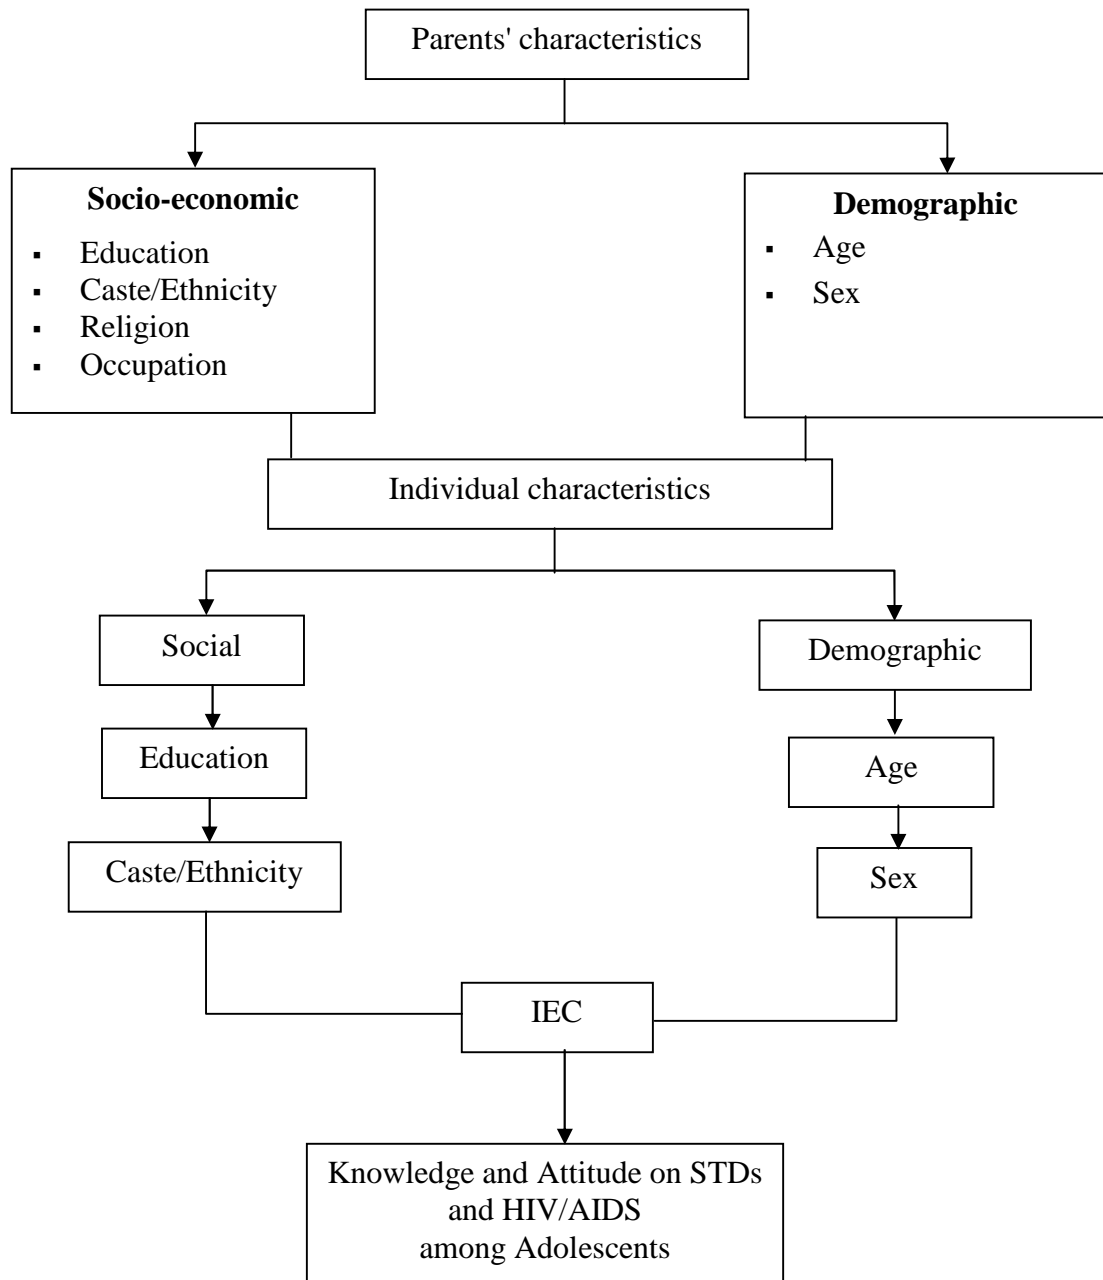 Parents' characteristics
Socio-economic
▪ Education
▪ Caste/Ethnicity
▪ Religion
▪ Occupation
Demographic
▪ Age
▪ Sex
Individual characteristics
Social
Education
Caste/Ethnicity
Demographic
Age
Sex
IEC
Knowledge and Attitude on STDs
and HIV/AIDS
among Adolescents